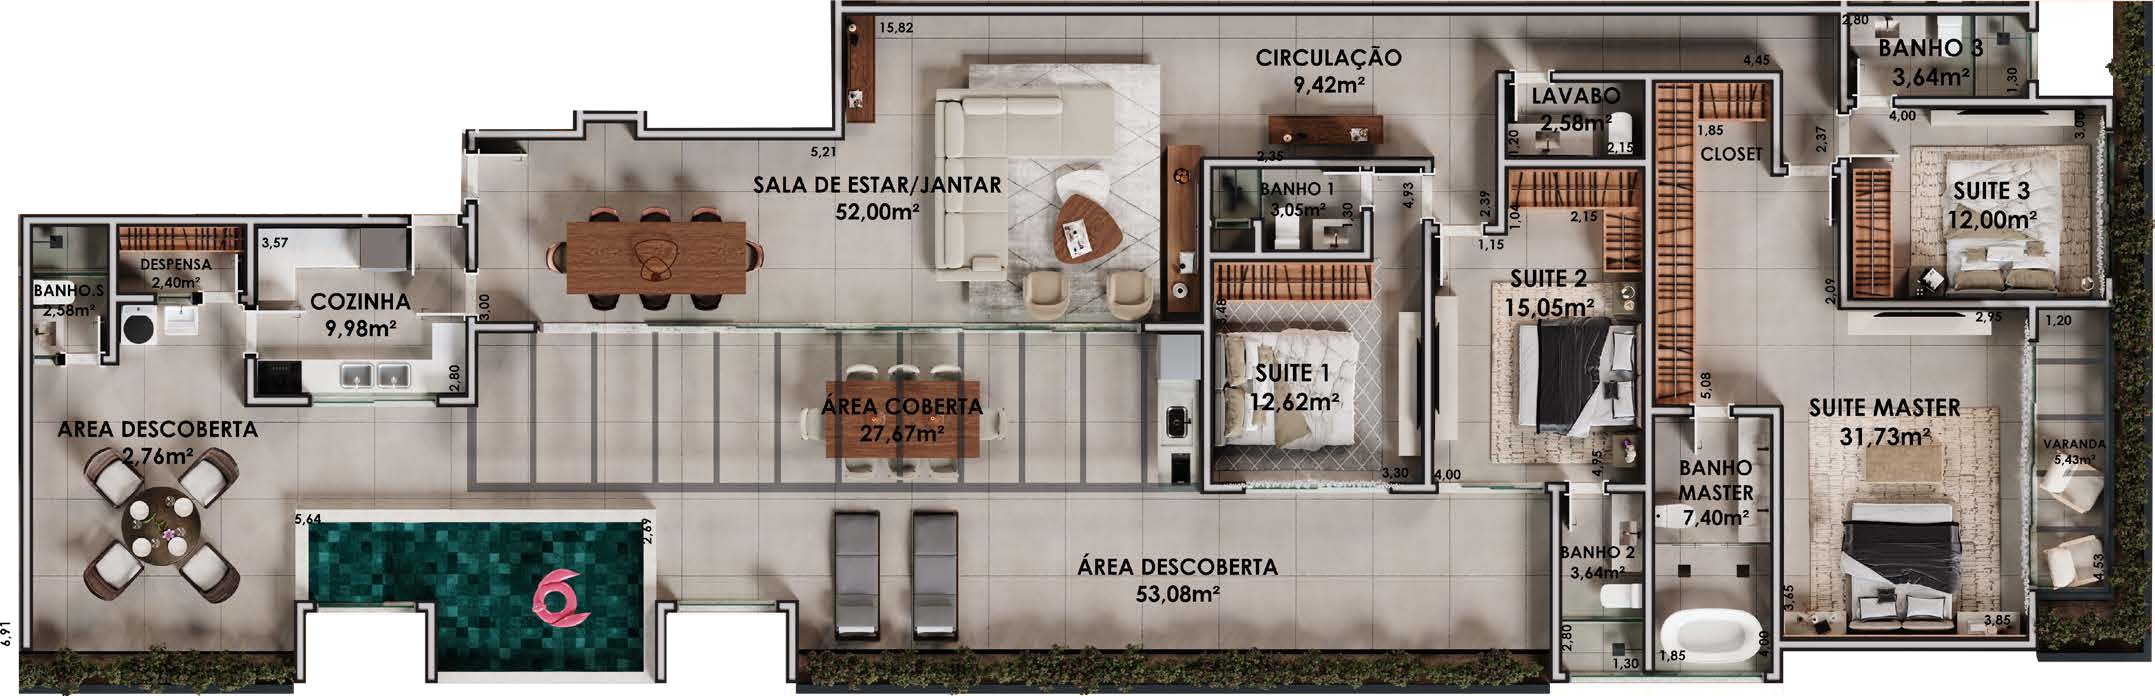 15,82
CIRCULAÇÃO
9,42m²
4,45
2,80
BANHO 3
3,64m²
1,30
LAVABO
2,58m²
1,20
2,15
1,85
CLOSET
2,37
4,00
3,00
5,21
SALA DE ESTAR/JANTAR
52,00m²
2,35
BANHO 1
3,05m²
1,30
4,93
2,39
1,04
2,15
1,15
SUITE 3
12,00m²
3,57
DESPENSA
2,40m²
BANHO.S
2,58m²
COZINHA
9,98m²
3,00
2,80
3,48
SUITE 2
15,05m²
2,09
2,95
1,20
SUITE 1
12,62m²
3,30
4,00
4,95
5,08
SUITE MASTER
31,73m²
VARANDA
5,43m²
ÁREA COBERTA
27,67m²
AREA DESCOBERTA
2,76m²
BANHO
MASTER
7,40m²
5,64
2,69
ÁREA DESCOBERTA
53,08m²
BANHO 2
3,64m²
4,53
3,65
3,85
6,91
2,80
1,30
1,85
4,00